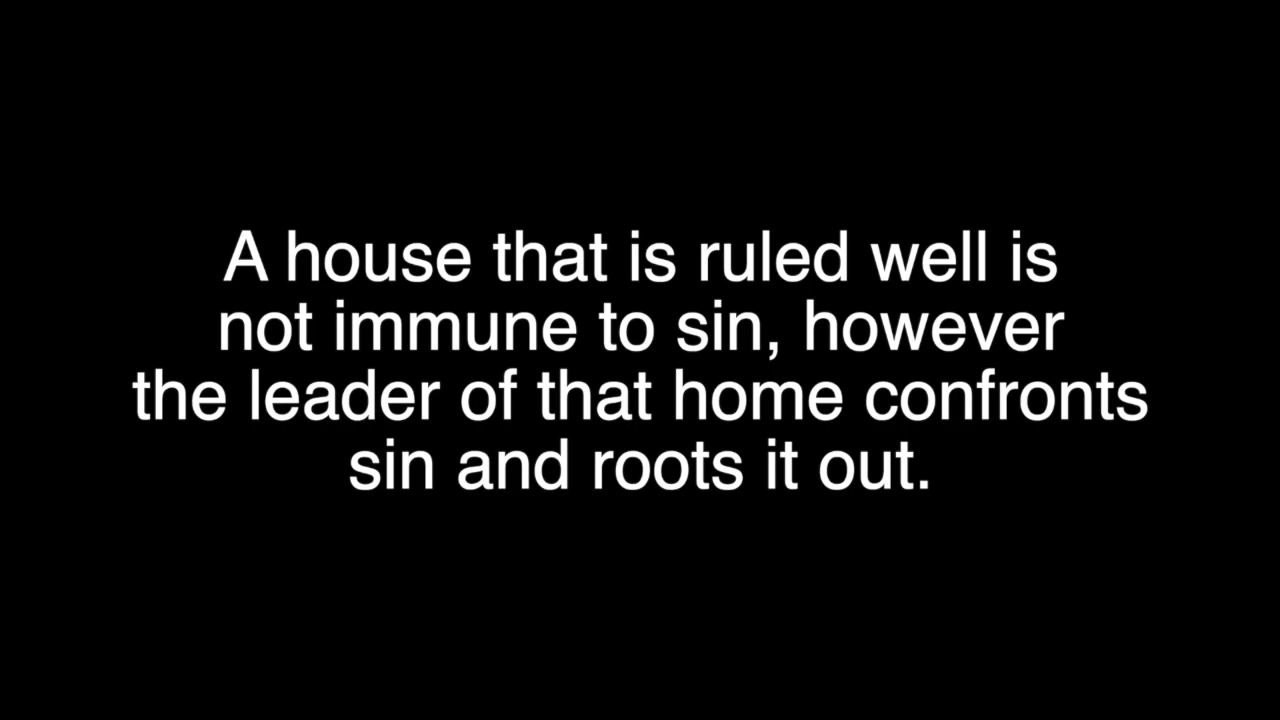 A house that is ruled well is
not immune to sin, however
the leader of that home confronts
sin and roots it out.